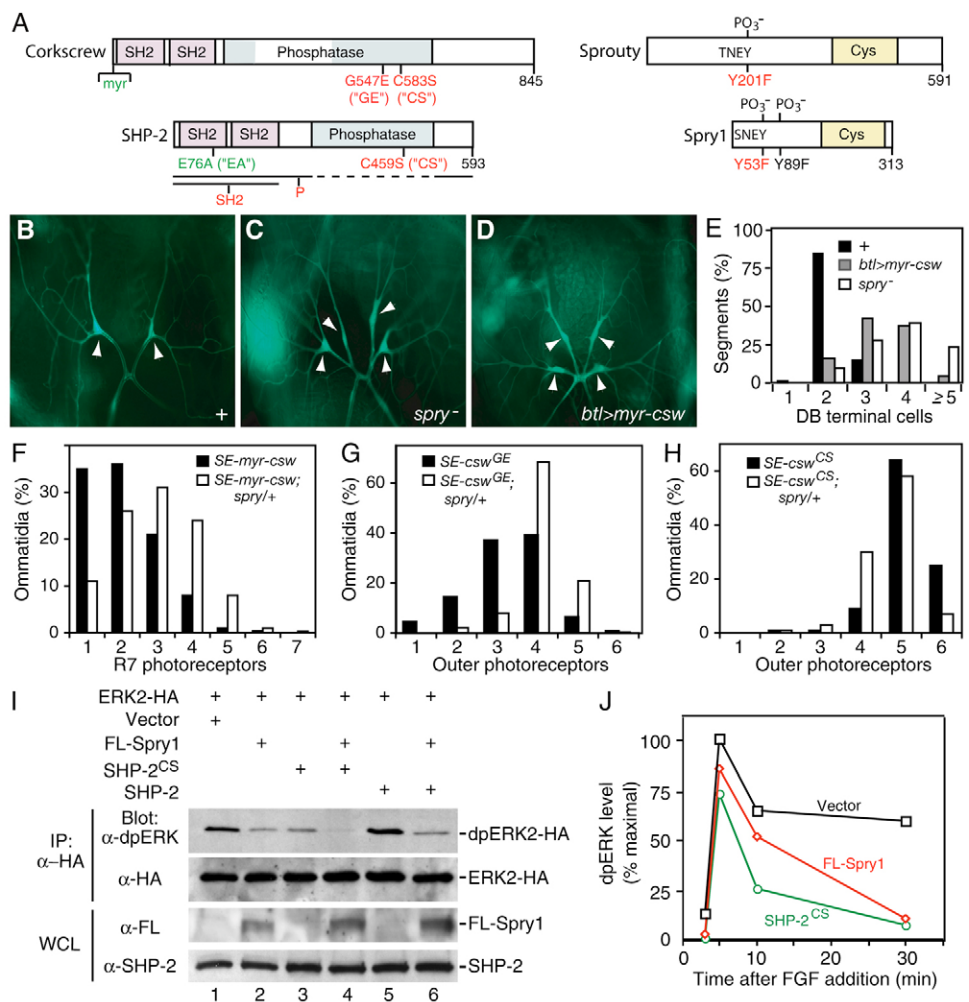 A
Corkscrew
SH2 SH2 Phosphatase
myr
G547E C583S
("GE") ("CS")
845
SHP-2
SH2 SH2 Phosphatase
E76A ("EA") C459S ("CS") 593
SH2
P
PO₃⁻
Sprouty TNEY Cys
Y201F 591
PO₃⁻ PO₃⁻
Spry1 SNEY Cys
Y53F Y89F 313
B
+
C
spry⁻
D
btl>myr-csw
E
Segments (%)
100
75
50
25
0
+
btl>myr-csw
spry⁻
1 2 3 4 ≥5
DB terminal cells
F
Ommatidia (%)
30
10
0
SE-myr-csw
SE-myr-csw;
spry/+
1 2 3 4 5 6 7
R7 photoreceptors
G
Ommatidia (%)
60
40
20
0
SE-csw^GE
SE-csw^GE;
spry/+
1 2 3 4 5 6
Outer photoreceptors
H
Ommatidia (%)
60
40
20
0
SE-csw^CS
SE-csw^CS;
spry/+
1 2 3 4 5 6
Outer photoreceptors
I
ERK2-HA + + + + + +
Vector +
FL-Spry1 + + +
SHP-2^CS + +
SHP-2 + +
IP:
α–HA
Blot:
α-dpERK
dpERK2-HA
α-HA
ERK2-HA
WCL
α-FL
FL-Spry1
α-SHP-2
SHP-2
1 2 3 4 5 6
J
dpERK level
(% maximal)
100
75
50
25
0
Vector
FL-Spry1
SHP-2^CS
0 10 20 30
Time after FGF addition (min)